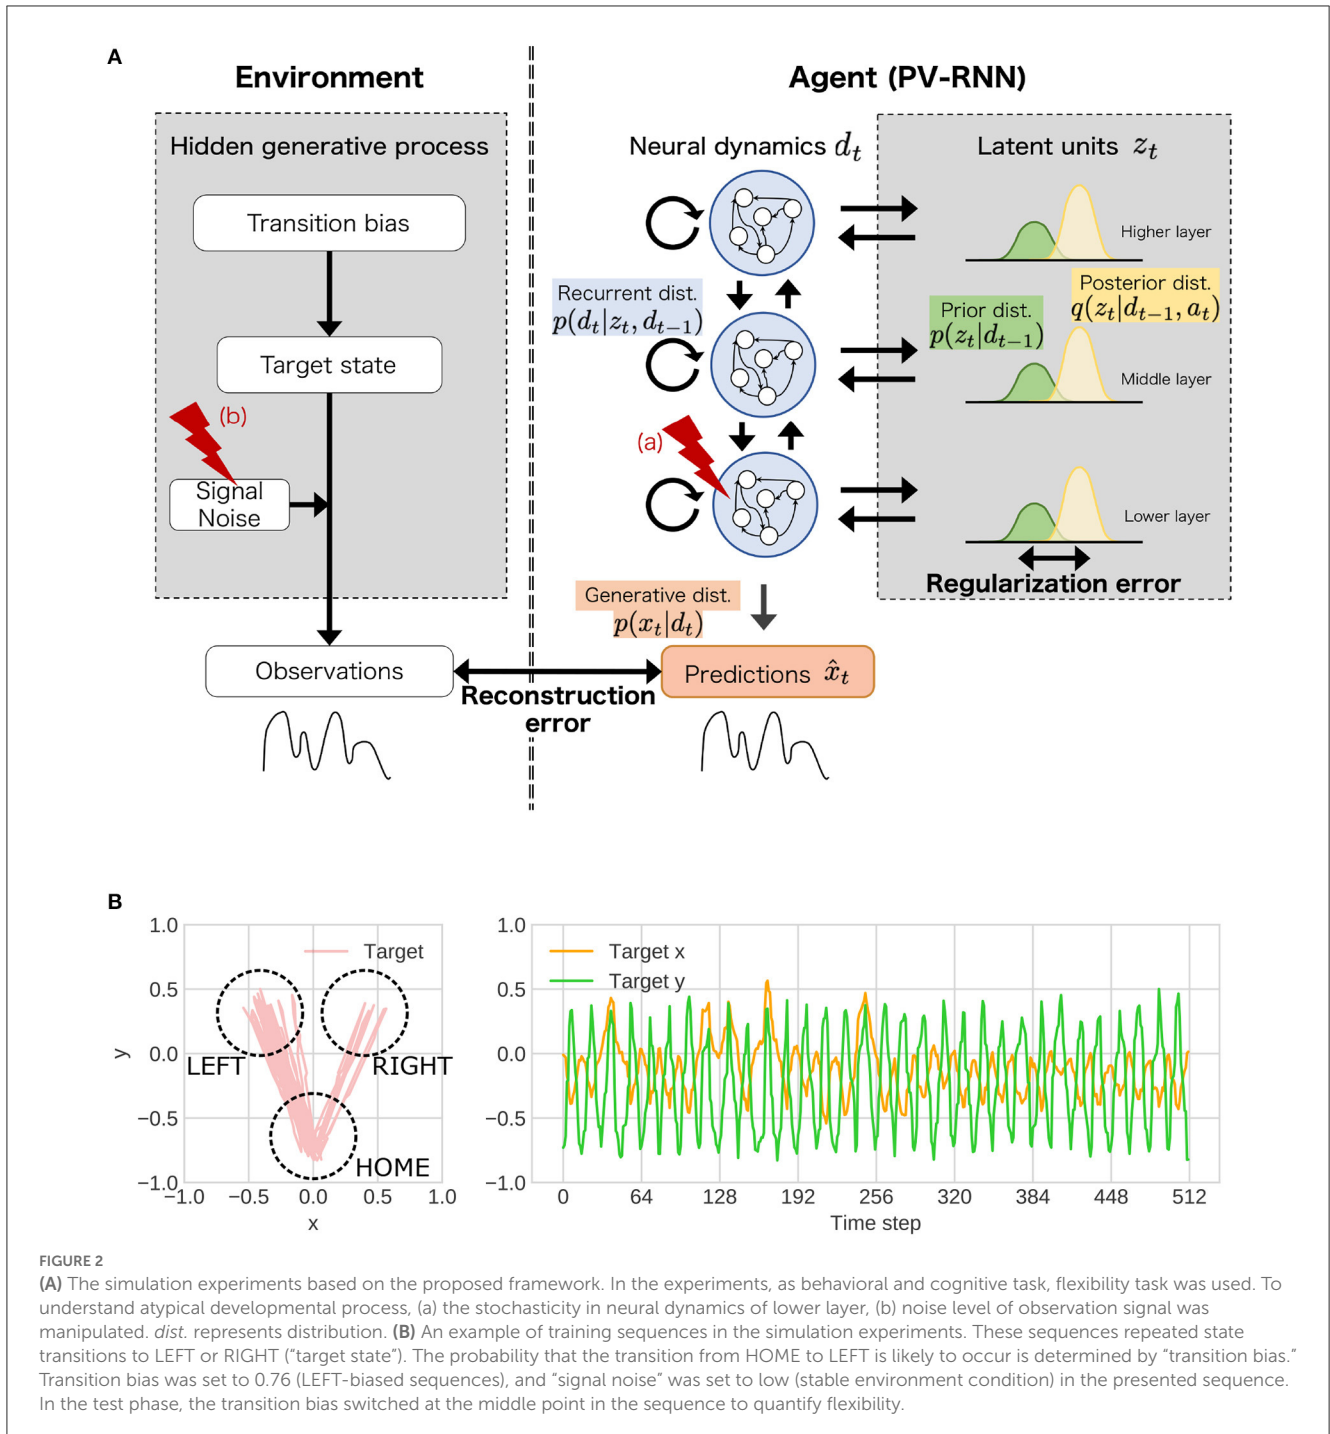 A
Environment
Agent (PV-RNN)
Hidden generative process
Transition bias
Target state
(b)
Signal
Noise
Observations
Neural dynamics d_t
Latent units z_t
Higher layer
Recurrent dist.
p(d_t|z_t, d_{t−1})
Prior dist.
p(z_t|d_{t−1})
Posterior dist.
q(z_t|d_{t−1}, a_t)
Middle layer
(a)
Lower layer
Regularization error
Generative dist.
p(x_t|d_t)
Predictions x̂_t
Reconstruction
error
B
1.0
0.5
0.0
−0.5
−1.0
y
−1.0 −0.5 0.0 0.5 1.0
x
Target
LEFT
RIGHT
HOME
1.0
0.5
0.0
−0.5
−1.0
Target x
Target y
0 64 128 192 256 320 384 448 512
Time step
FIGURE 2
(A) The simulation experiments based on the proposed framework. In the experiments, as behavioral and cognitive task, flexibility task was used. To
understand atypical developmental process, (a) the stochasticity in neural dynamics of lower layer, (b) noise level of observation signal was
manipulated. dist. represents distribution. (B) An example of training sequences in the simulation experiments. These sequences repeated state
transitions to LEFT or RIGHT (“target state”). The probability that the transition from HOME to LEFT is likely to occur is determined by “transition bias.”
Transition bias was set to 0.76 (LEFT-biased sequences), and “signal noise” was set to low (stable environment condition) in the presented sequence.
In the test phase, the transition bias switched at the middle point in the sequence to quantify flexibility.